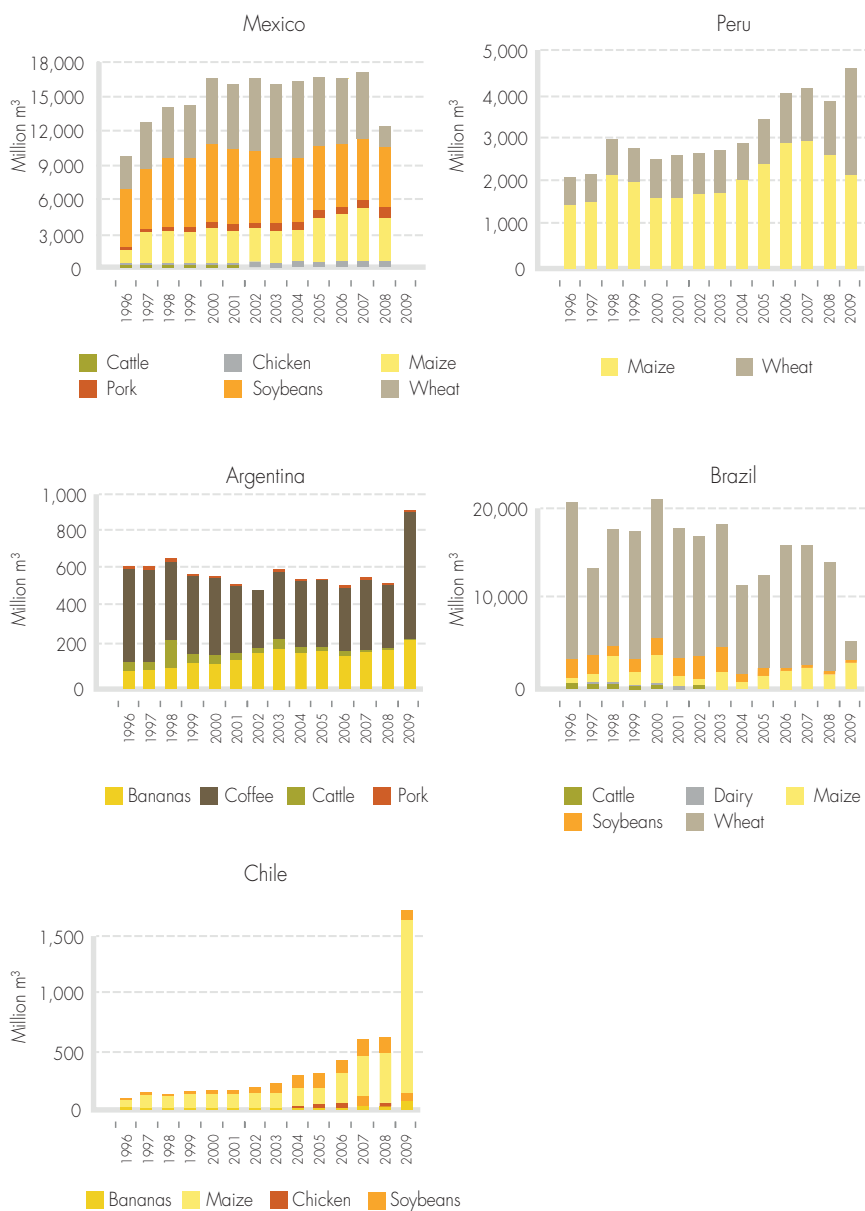 Mexico
Million m³
18,000
15,000
12,000
9,000
6,000
3,000
0
1996 1997 1998 1999 2000 2001 2002 2003 2004 2005 2006 2007 2008 2009
Cattle Chicken Maize
Pork Soybeans Wheat
Peru
Million m³
5,000
4,000
3,000
2,000
1,000
0
1996 1997 1998 1999 2000 2001 2002 2003 2004 2005 2006 2007 2008 2009
Maize Wheat
Argentina
Million m³
1,000
800
600
400
200
0
1996 1997 1998 1999 2000 2001 2002 2003 2004 2005 2006 2007 2008 2009
Bananas Coffee Cattle Pork
Brazil
Million m³
20,000
10,000
0
1996 1997 1998 1999 2000 2001 2002 2003 2004 2005 2006 2007 2008 2009
Cattle Dairy Maize
Soybeans Wheat
Chile
Million m³
1,500
1,000
500
0
1996 1997 1998 1999 2000 2001 2002 2003 2004 2005 2006 2007 2008 2009
Bananas Maize Chicken Soybeans